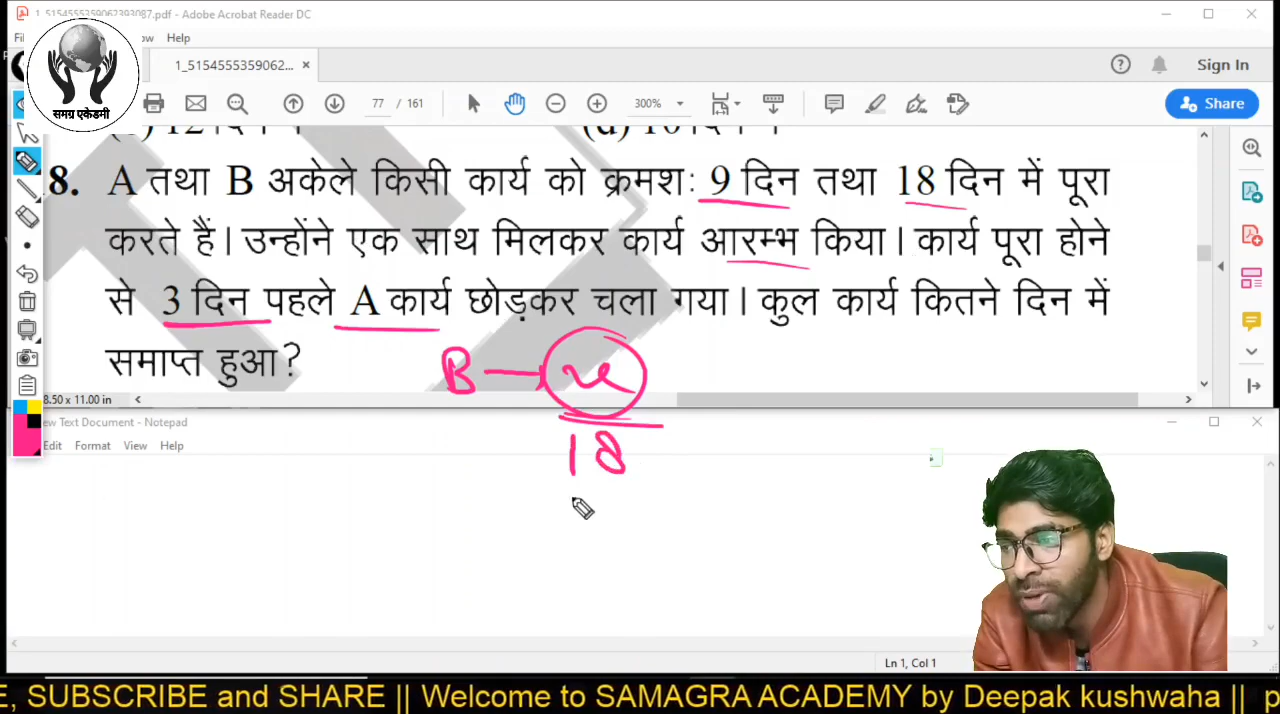 1_5154555359062393087.pdf - Adobe Acrobat Reader DC
Help
1_515455535906２...
Sign In
77 / 161
300%
Share
समग्र एकेडमी
8. A तथा B अकेले किसी कार्य को क्रमशः 9 दिन तथा 18 दिन में पूरा
करते हैं। उन्होंने एक साथ मिलकर कार्य आरम्भ किया। कार्य पूरा होने
से 3 दिन पहले A कार्य छोड़कर चला गया। कुल कार्य कितने दिन में
समाप्त हुआ?
B x
18
8.50 x 11.00 in
ew Text Document - Notepad
Edit Format View Help
Ln 1, Col 1
E, SUBSCRIBE and SHARE || Welcome to SAMAGRA ACADEMY by Deepak kushwaha || p